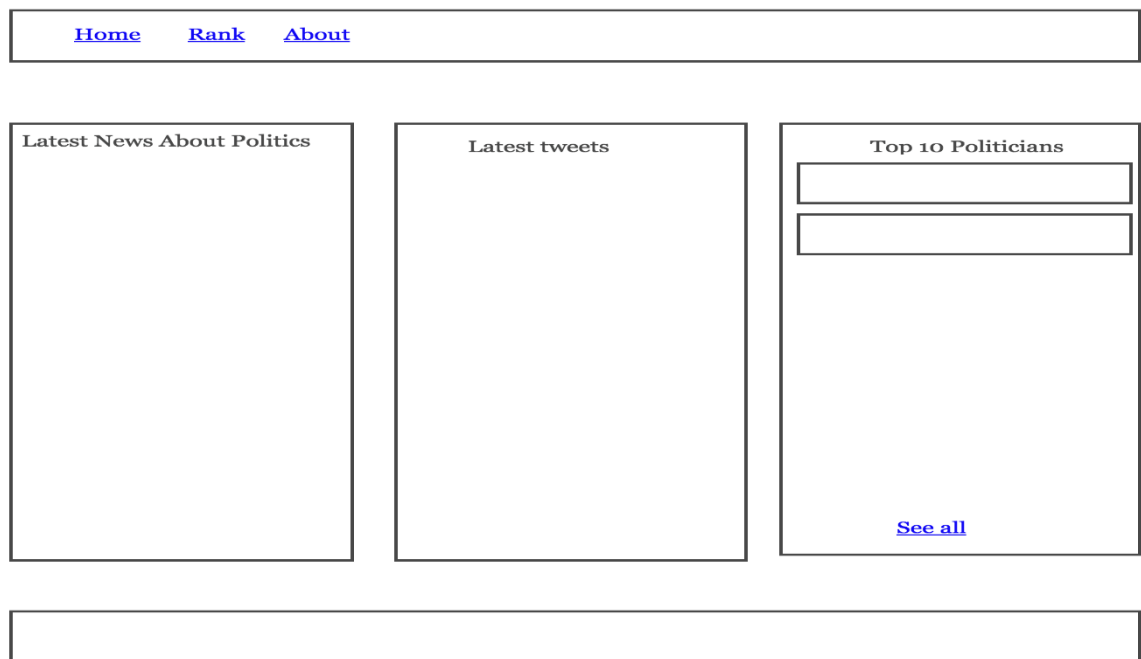 Home Rank About
Latest News About Politics
Latest tweets
Top 10 Politicians
See all